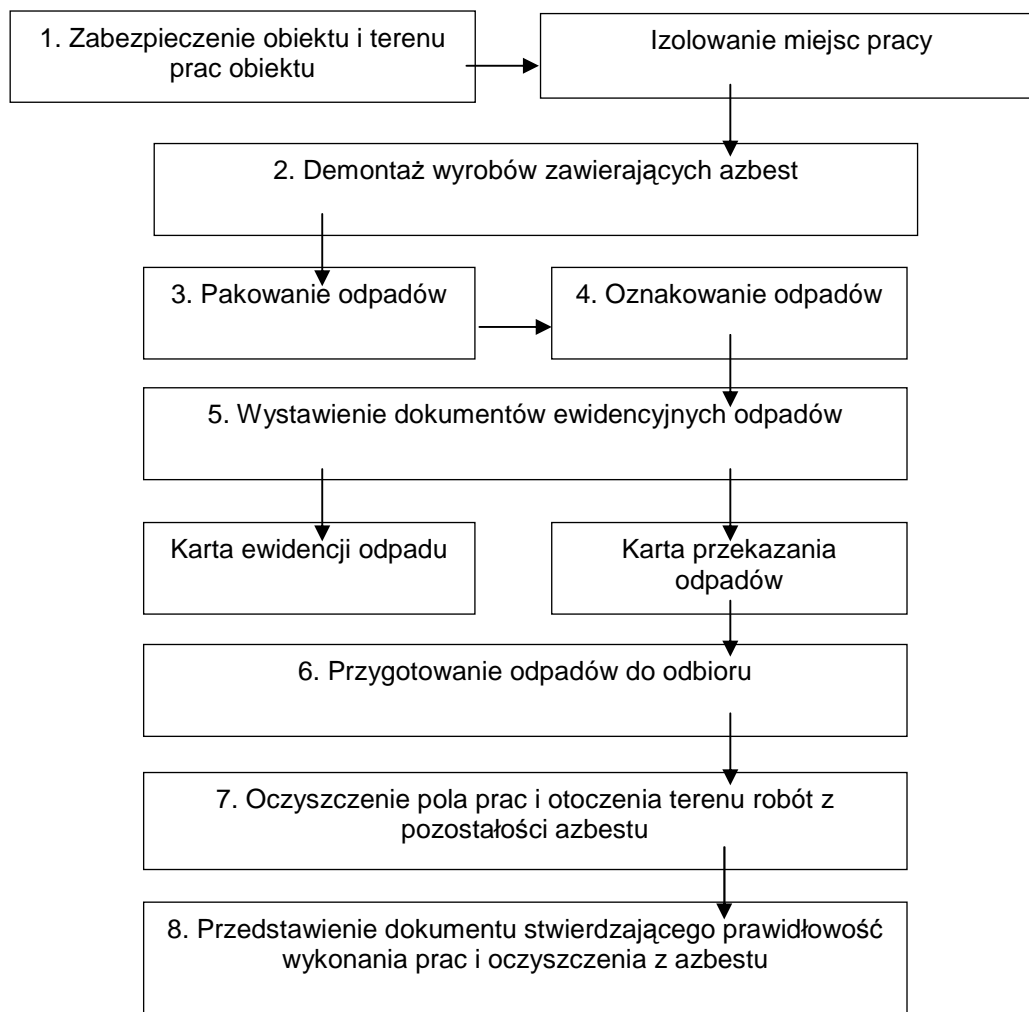 1. Zabezpieczenie obiektu i terenu
prac obiektu
Izolowanie miejsc pracy
2. Demontaż wyrobów zawierających azbest
3. Pakowanie odpadów
4. Oznakowanie odpadów
5. Wystawienie dokumentów ewidencyjnych odpadów
Karta ewidencji odpadu
Karta przekazania
odpadów
6. Przygotowanie odpadów do odbioru
7. Oczyszczenie pola prac i otoczenia terenu robót z
pozostałości azbestu
8. Przedstawienie dokumentu stwierdzającego prawidłowość
wykonania prac i oczyszczenia z azbestu